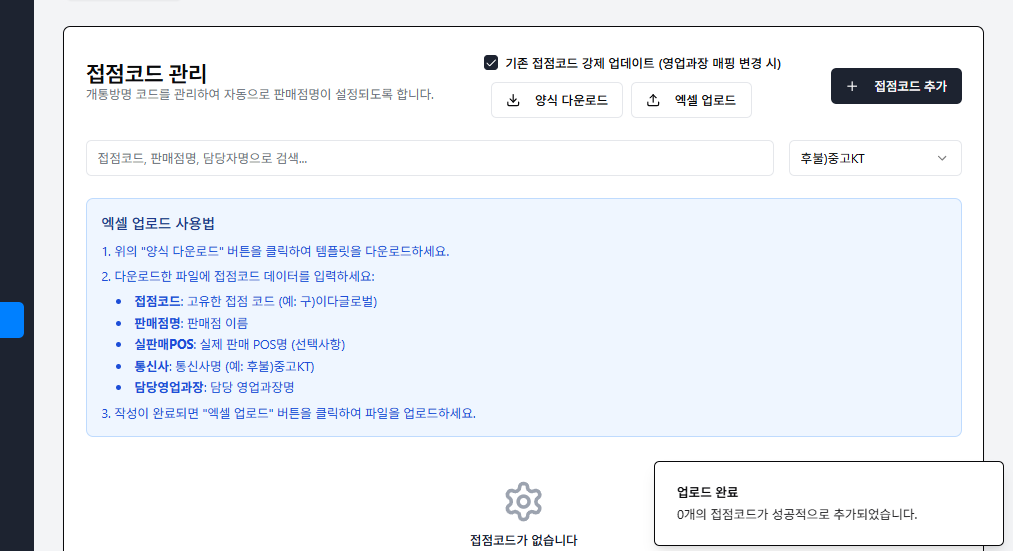 접점코드 관리
개통방명 코드를 관리하여 자동으로 판매점명이 설정되도록 합니다.
기존 접점코드 강제 업데이트 (영업과장 매핑 변경 시)
양식 다운로드
엑셀 업로드
접점코드 추가
접점코드, 판매점명, 담당자명으로 검색...
후불)중고KT
엑셀 업로드 사용법
1. 위의 "양식 다운로드" 버튼을 클릭하여 템플릿을 다운로드하세요.
2. 다운로드한 파일에 접점코드 데이터를 입력하세요:
• 접점코드: 고유한 접점 코드 (예: 구)이다글로벌)
• 판매점명: 판매점 이름
• 실판매POS: 실제 판매 POS명 (선택사항)
• 통신사: 통신사명 (예: 후불)중고KT)
• 담당영업과장: 담당 영업과장명
3. 작성이 완료되면 "엑셀 업로드" 버튼을 클릭하여 파일을 업로드하세요.
접점코드가 없습니다
업로드 완료
0개의 접점코드가 성공적으로 추가되었습니다.